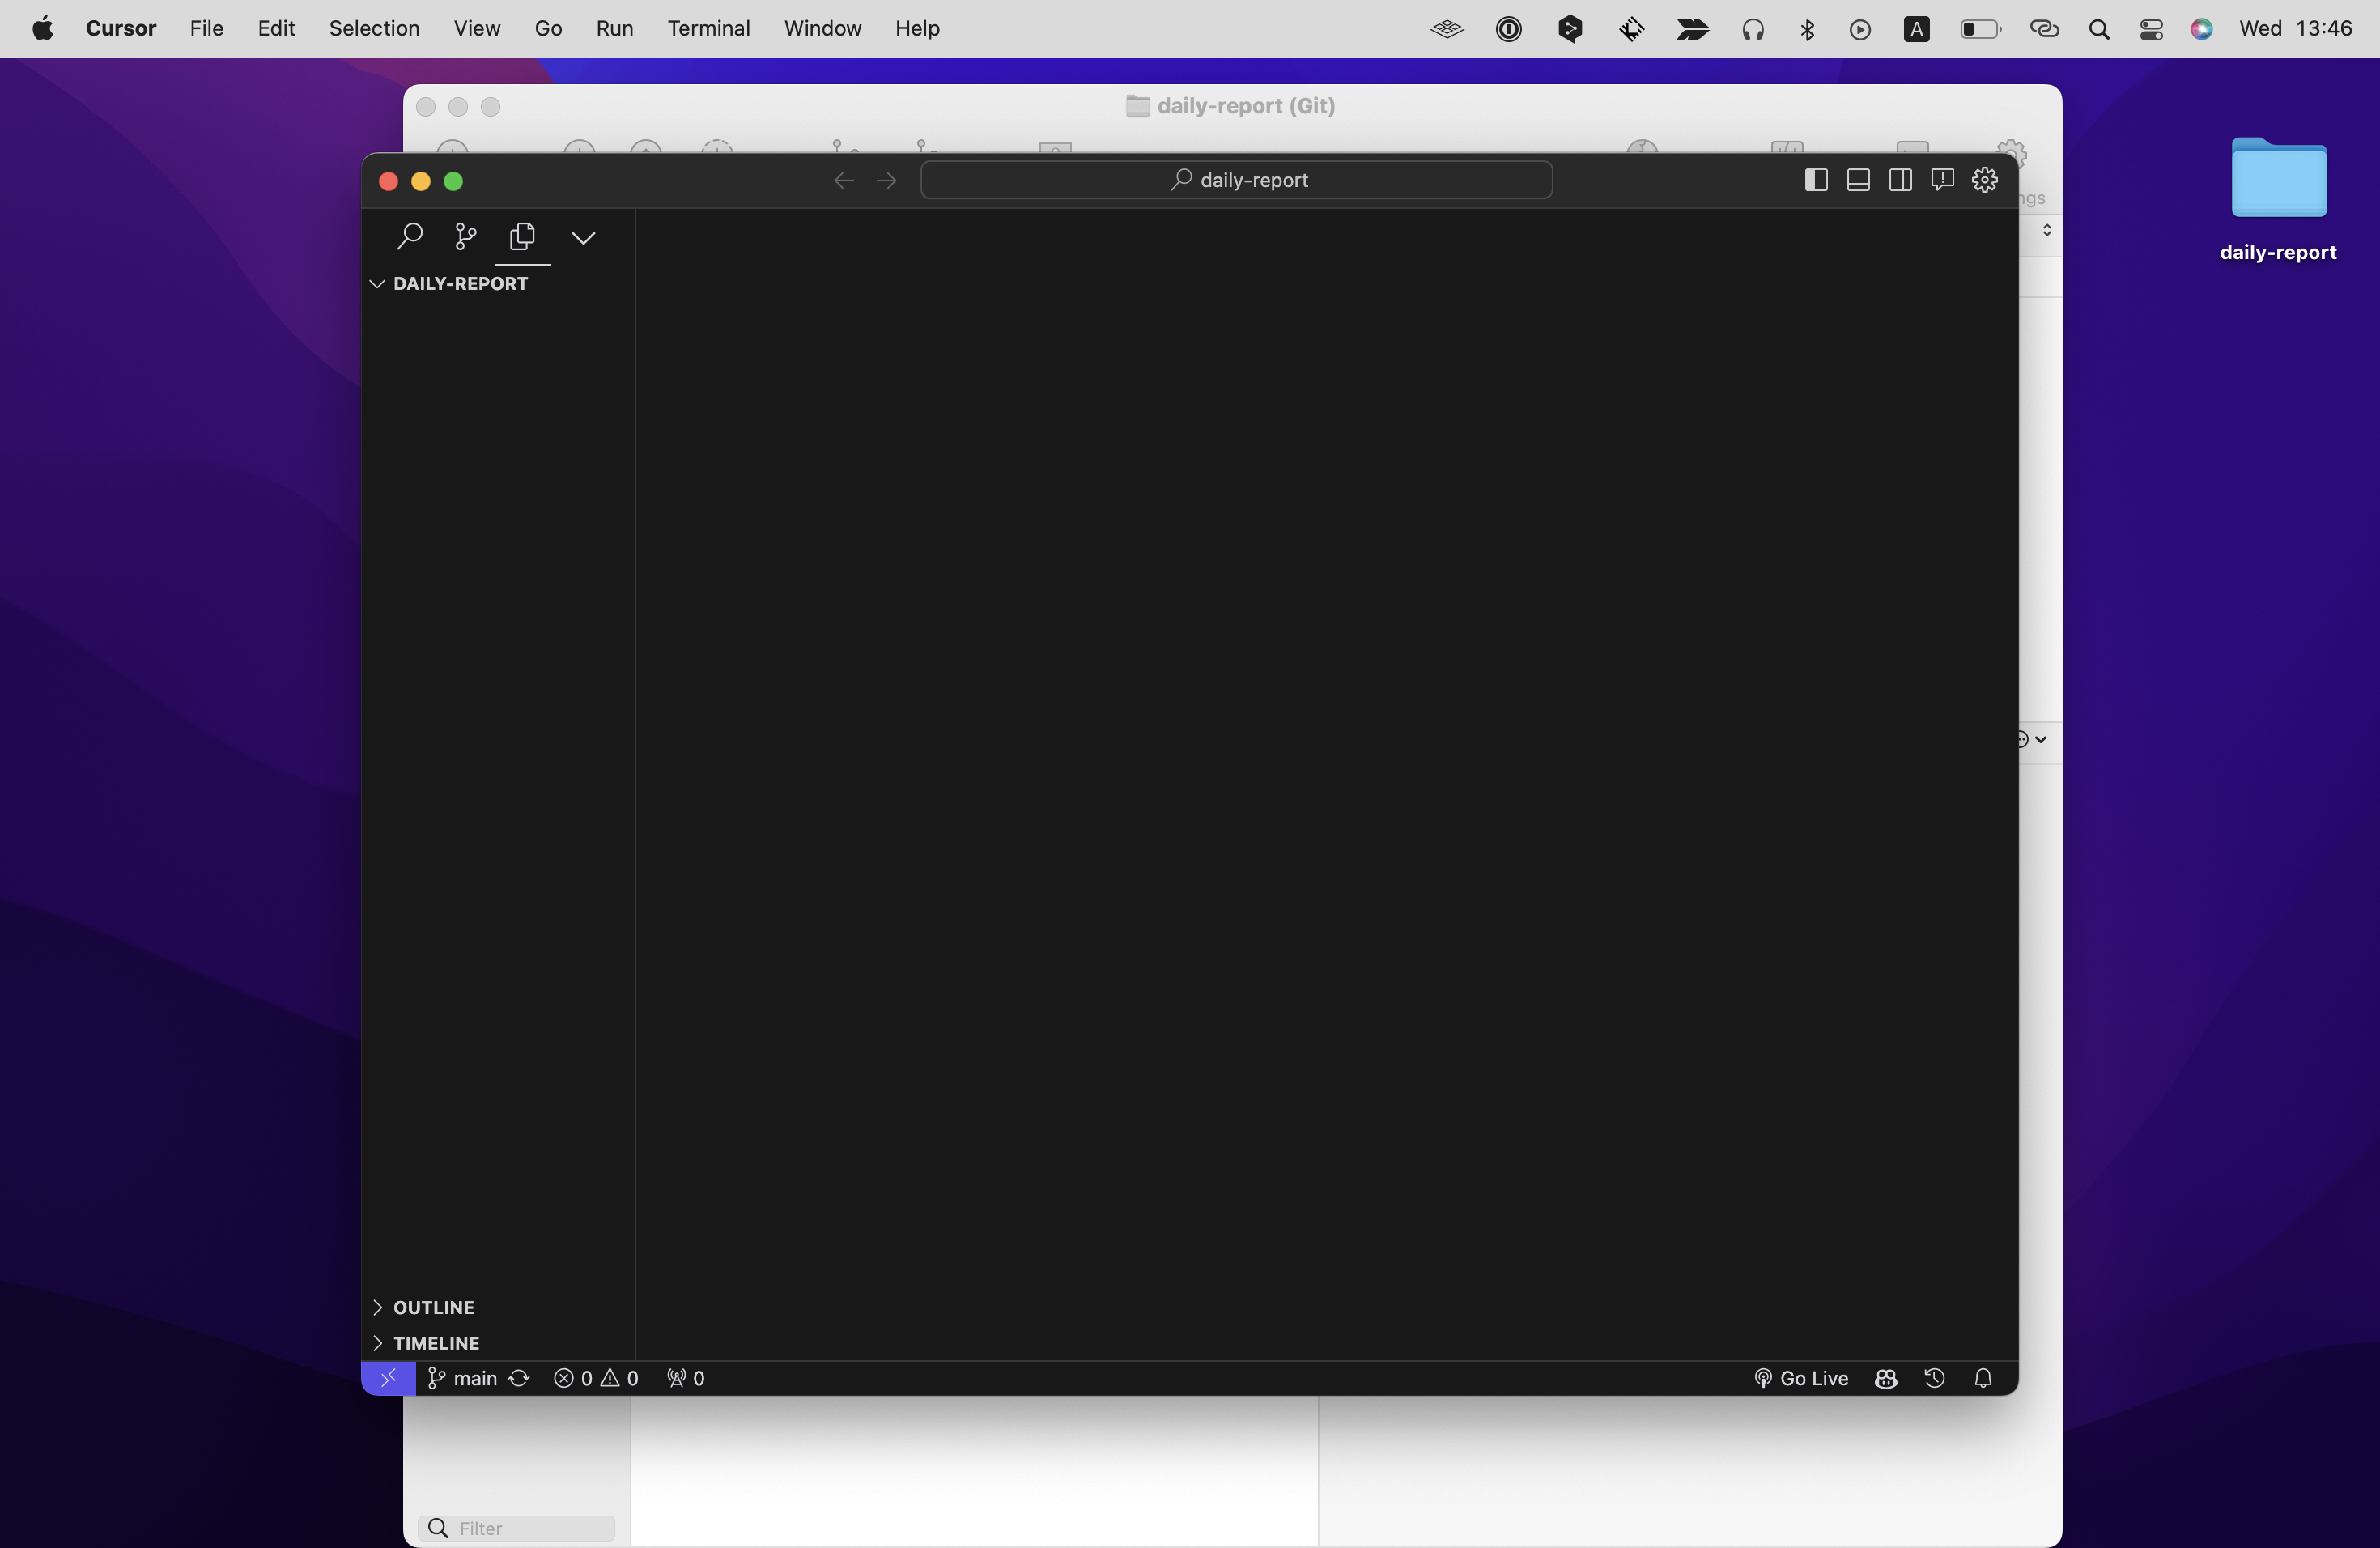 Cursor File Edit Selection View Go Run Terminal Window Help A Wed 13:46
daily-report (Git)
daily-report
ngs
daily-report
DAILY-REPORT
OUTLINE
TIMELINE
main 0 0 0 Go Live
Filter